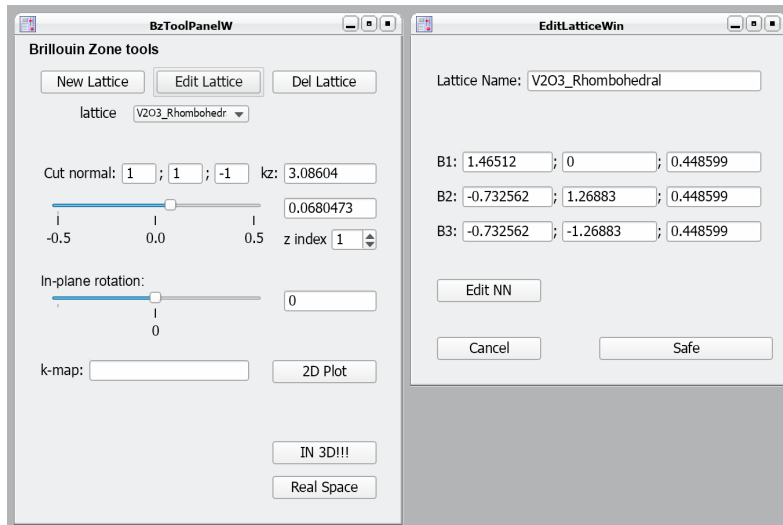 BzToolPanelW
Brillouin Zone tools
New Lattice Edit Lattice Del Lattice
lattice V2O3_Rhombohedr
Cut normal: 1 ; 1 ; -1 kz: 3.08604
0.0680473
-0.5 0.0 0.5 z index 1
In-plane rotation:
0
0
k-map: 2D Plot
IN 3D!!!
Real Space
EditLatticeWin
Lattice Name: V2O3_Rhombohedral
B1: 1.46512 ; 0 ; 0.448599
B2: -0.732562 ; 1.26883 ; 0.448599
B3: -0.732562 ; -1.26883 ; 0.448599
Edit NN
Cancel Safe